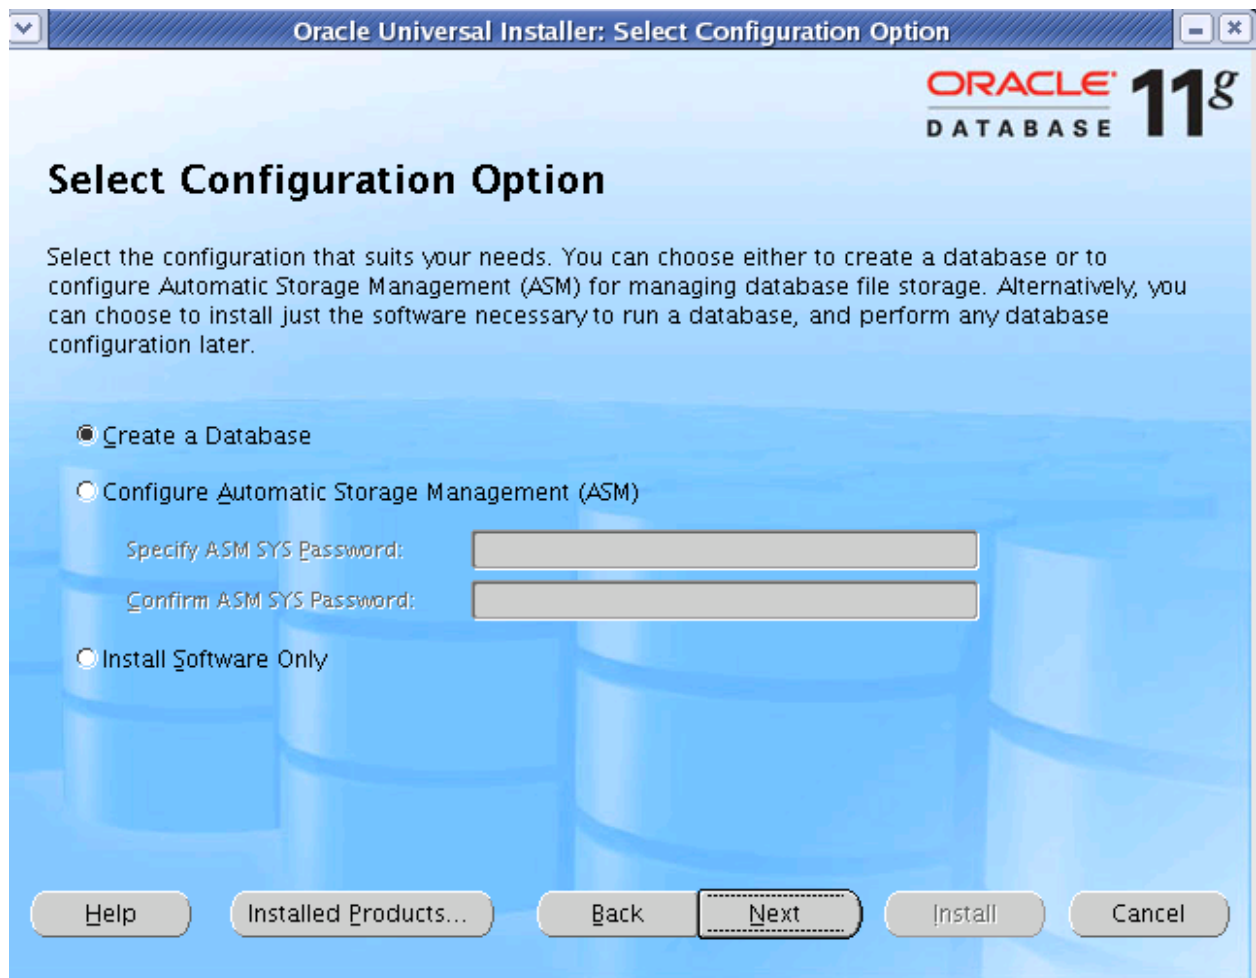 Oracle Universal Installer: Select Configuration Option
ORACLE
DATABASE
11g
Select Configuration Option
Select the configuration that suits your needs. You can choose either to create a database or to
configure Automatic Storage Management (ASM) for managing database file storage. Alternatively, you
can choose to install just the software necessary to run a database, and perform any database
configuration later.
Create a Database
Configure Automatic Storage Management (ASM)
Specify ASM SYS Password:
Confirm ASM SYS Password:
Install Software Only
Help Installed Products... Back Next Install Cancel